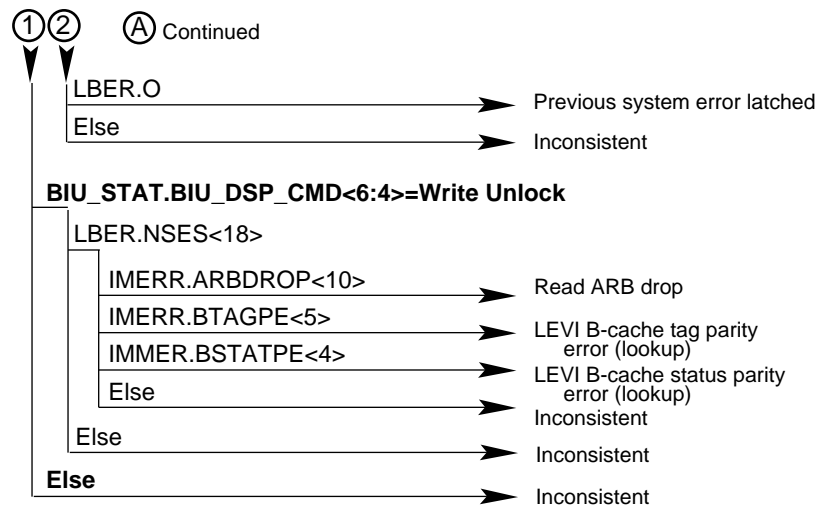 1 2 A Continued
LBER.O
Previous system error latched
Else
Inconsistent
BIU_STAT.BIU_DSP_CMD<6:4>=Write Unlock
LBER.NSES<18>
IMERR.ARBDROP<10>
Read ARB drop
IMERR.BTAGPE<5>
LEVI B-cache tag parity
error (lookup)
IMMER.BSTATPE<4>
LEVI B-cache status parity
error (lookup)
Else
Inconsistent
Else
Inconsistent
Else
Inconsistent